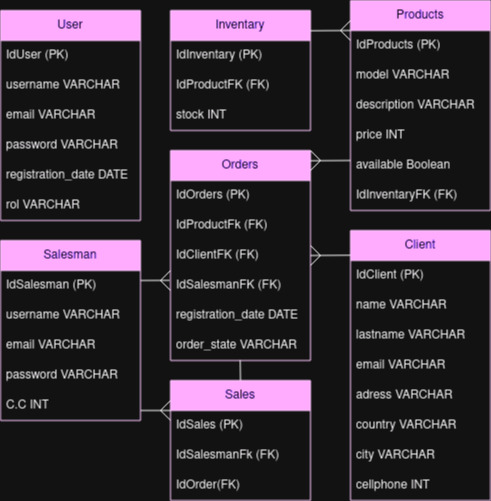 User
IdUser (PK)
username VARCHAR
email VARCHAR
password VARCHAR
registration_date DATE
rol VARCHAR
Inventary
IdInventary (PK)
IdProductFK (FK)
stock INT
Products
IdProducts (PK)
model VARCHAR
description VARCHAR
price INT
available Boolean
IdInventaryFK (FK)
Orders
IdOrders (PK)
IdProductFk (FK)
IdClientFK (FK)
IdSalesmanFK (FK)
registration_date DATE
order_state VARCHAR
Salesman
IdSalesman (PK)
username VARCHAR
email VARCHAR
password VARCHAR
C.C INT
Client
IdClient (PK)
name VARCHAR
lastname VARCHAR
email VARCHAR
adress VARCHAR
country VARCHAR
city VARCHAR
cellphone INT
Sales
IdSales (PK)
IdSalesmanFk (FK)
IdOrder(FK)